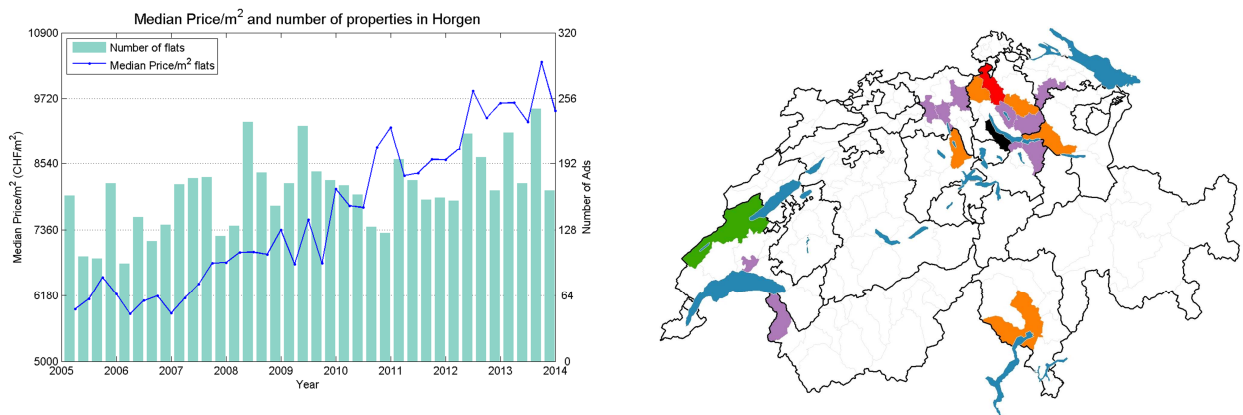 Median Price/m2 and number of properties in Horgen
10900
9720
8540
7360
6180
5000
Median Price/m2 (CHF.m2)
Number of flats
Median Price/m2 flats
320
256
192
128
64
0
Number of Ads
2005 2006 2007 2008 2009 2010 2011 2012 2013 2014
Year